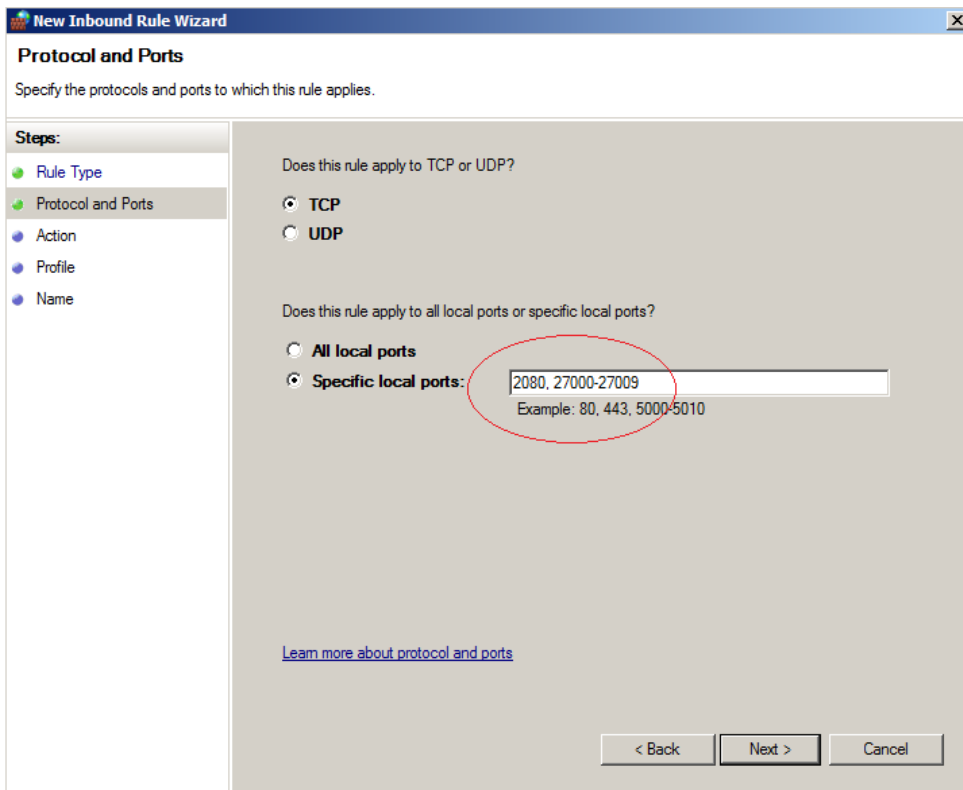 New Inbound Rule Wizard
Protocol and Ports
Specify the protocols and ports to which this rule applies.
Steps:
Rule Type
Protocol and Ports
Action
Profile
Name
Does this rule apply to TCP or UDP?
TCP
UDP
Does this rule apply to all local ports or specific local ports?
All local ports
Specific local ports: 2080, 27000-27009
Example: 80, 443, 5000-5010
Learn more about protocol and ports
< Back Next > Cancel